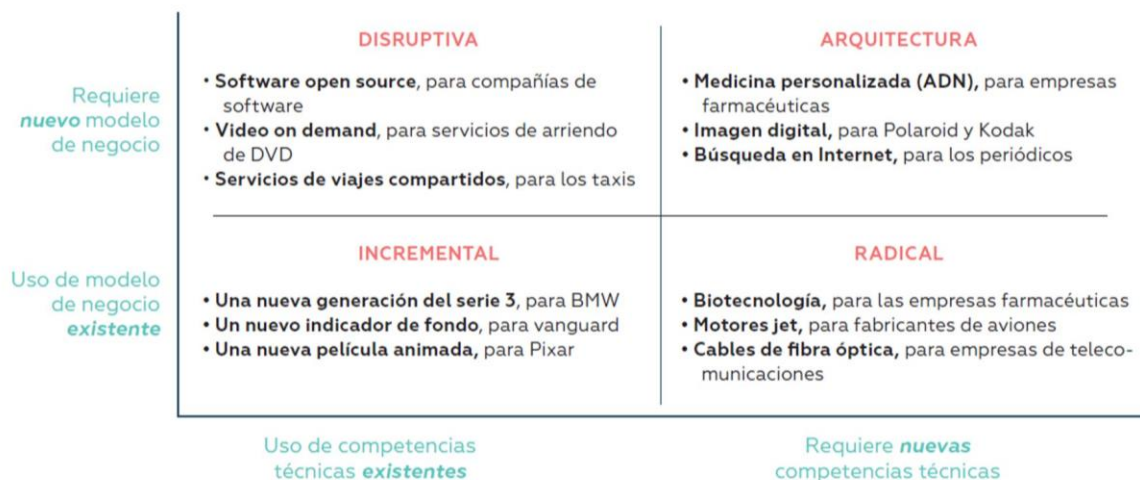 DISRUPTIVA
• Software open source, para compañías de
software
• Video on demand, para servicios de arriendo
de DVD
• Servicios de viajes compartidos, para los taxis
ARQUITECTURA
• Medicina personalizada (ADN), para empresas
farmacéuticas
• Imagen digital, para Polaroid y Kodak
• Búsqueda en Internet, para los periódicos
Requiere
nuevo modelo
de negocio
INCREMENTAL
• Una nueva generación del serie 3, para BMW
• Un nuevo indicador de fondo, para vanguard
• Una nueva película animada, para Pixar
RADICAL
• Biotecnología, para las empresas farmacéuticas
• Motores jet, para fabricantes de aviones
• Cables de fibra óptica, para empresas de teleco-
municaciones
Uso de modelo
de negocio
existente
Uso de competencias
técnicas existentes
Requiere nuevas
competencias técnicas